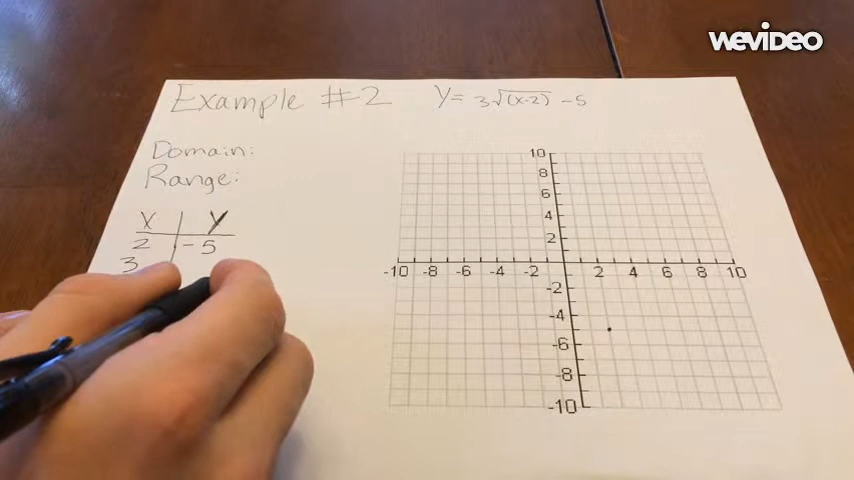 wevideo
Example #2 y= 3√(x-2) -5
Domain:
Range:
X Y
2 -5
3
10
8
6
4
2
-10 -8 -6 -4 -2 2 4 6 8 10
-2
-4
-6
-8
-10